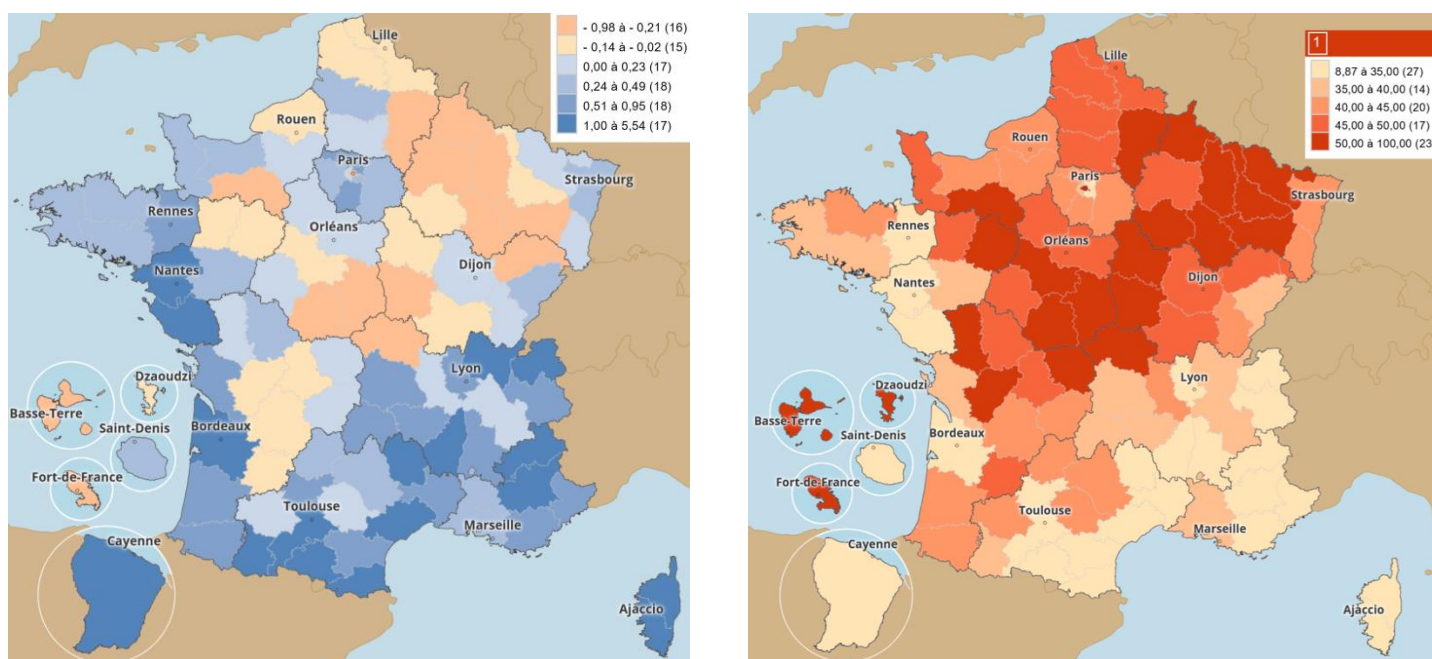 - 0,98 à - 0,21 (16)
- 0,14 à - 0,02 (15)
0,00 à 0,23 (17)
0,24 à 0,49 (18)
0,51 à 0,95 (18)
1,00 à 5,54 (17)
Lille
Rouen
Paris
Strasbourg
Rennes
Orléans
Nantes
Dijon
Lyon
Dzaoudzi
Basse-Terre
Saint-Denis
Bordeaux
Fort-de-France
Toulouse
Marseille
Cayenne
Ajaccio
1
8,87 à 35,00 (27)
35,00 à 40,00 (14)
40,00 à 45,00 (20)
45,00 à 50,00 (17)
50,00 à 100,00 (23
Lille
Rouen
Paris
Strasbourg
Rennes
Orléans
Nantes
Dijon
Lyon
Dzaoudzi
Basse-Terre
Saint-Denis
Bordeaux
Fort-de-France
Toulouse
Marseille
Cayenne
Ajaccio